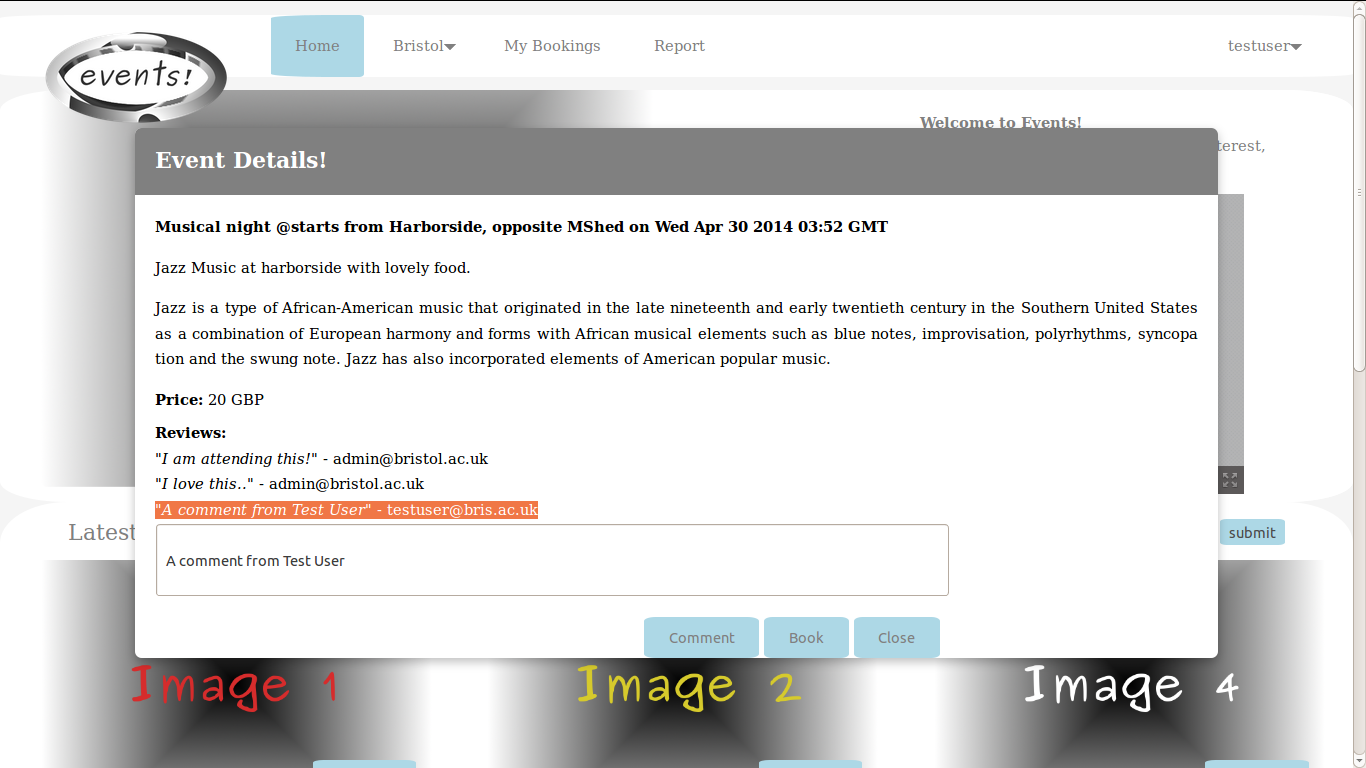 events!
Home
Bristol
My Bookings
Report
testuser
Welcome to Events!
terest,
Event Details!
Musical night @starts from Harborside, opposite MShed on Wed Apr 30 2014 03:52 GMT
Jazz Music at harborside with lovely food.
Jazz is a type of African-American music that originated in the late nineteenth and early twentieth century in the Southern United States
as a combination of European harmony and forms with African musical elements such as blue notes, improvisation, polyrhythms, syncopa
tion and the swung note. Jazz has also incorporated elements of American popular music.
Price: 20 GBP
Reviews:
"I am attending this!" - admin@bristol.ac.uk
"I love this.." - admin@bristol.ac.uk
"A comment from Test User" - testuser@bris.ac.uk
Latest
submit
A comment from Test User
Comment
Book
Close
Image 1
Image 2
Image 4